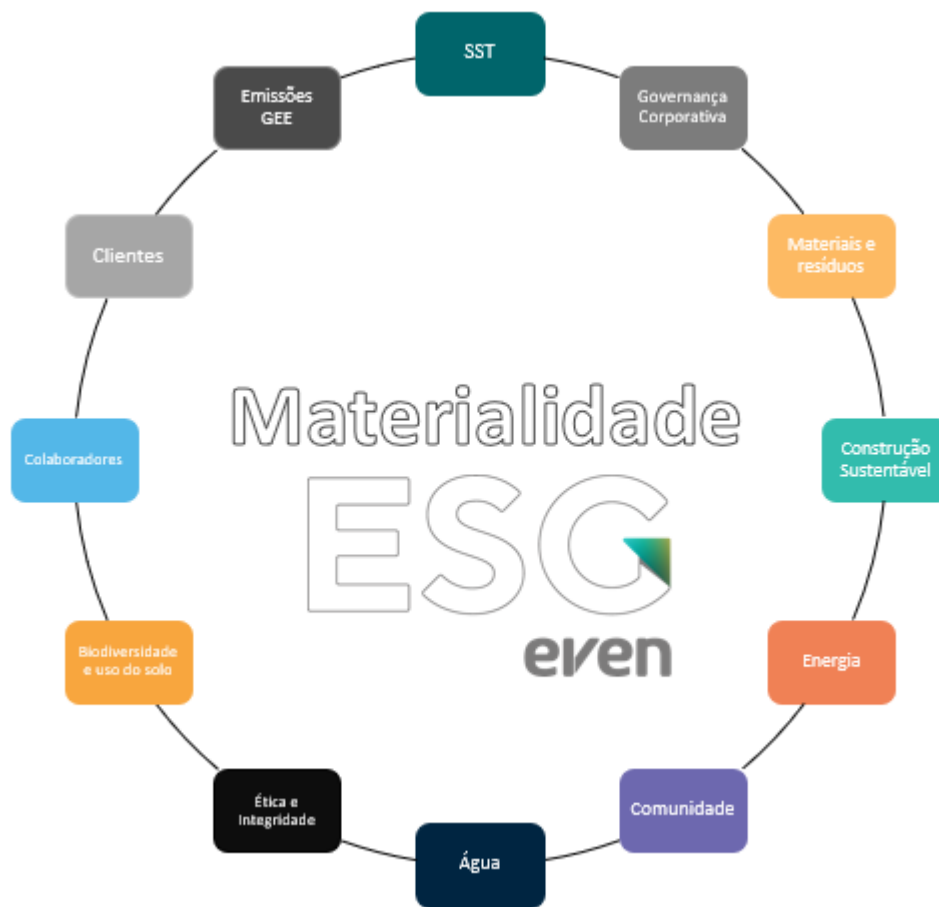 SST
Governança
Corporativa
Materiais e
resíduos
Construção
Sustentável
Energia
Comunidade
Água
Ética e
Integridade
Biodiversidade
e uso do solo
Colaboradores
Clientes
Emissões
GEE
Materialidade
ESG
even